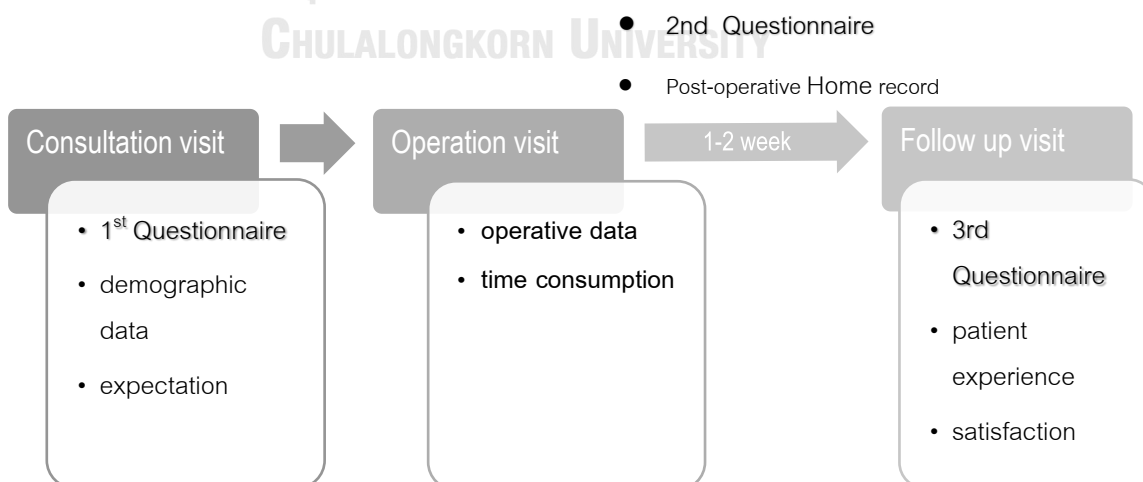 CHULALONGKORN UNIVERSITY
• 2nd Questionnaire
• Post-operative Home record
Consultation visit
Operation visit
1-2 week
Follow up visit
• 1st Questionnaire
• demographic
data
• expectation
• operative data
• time consumption
• 3rd
Questionnaire
• patient
experience
• satisfaction